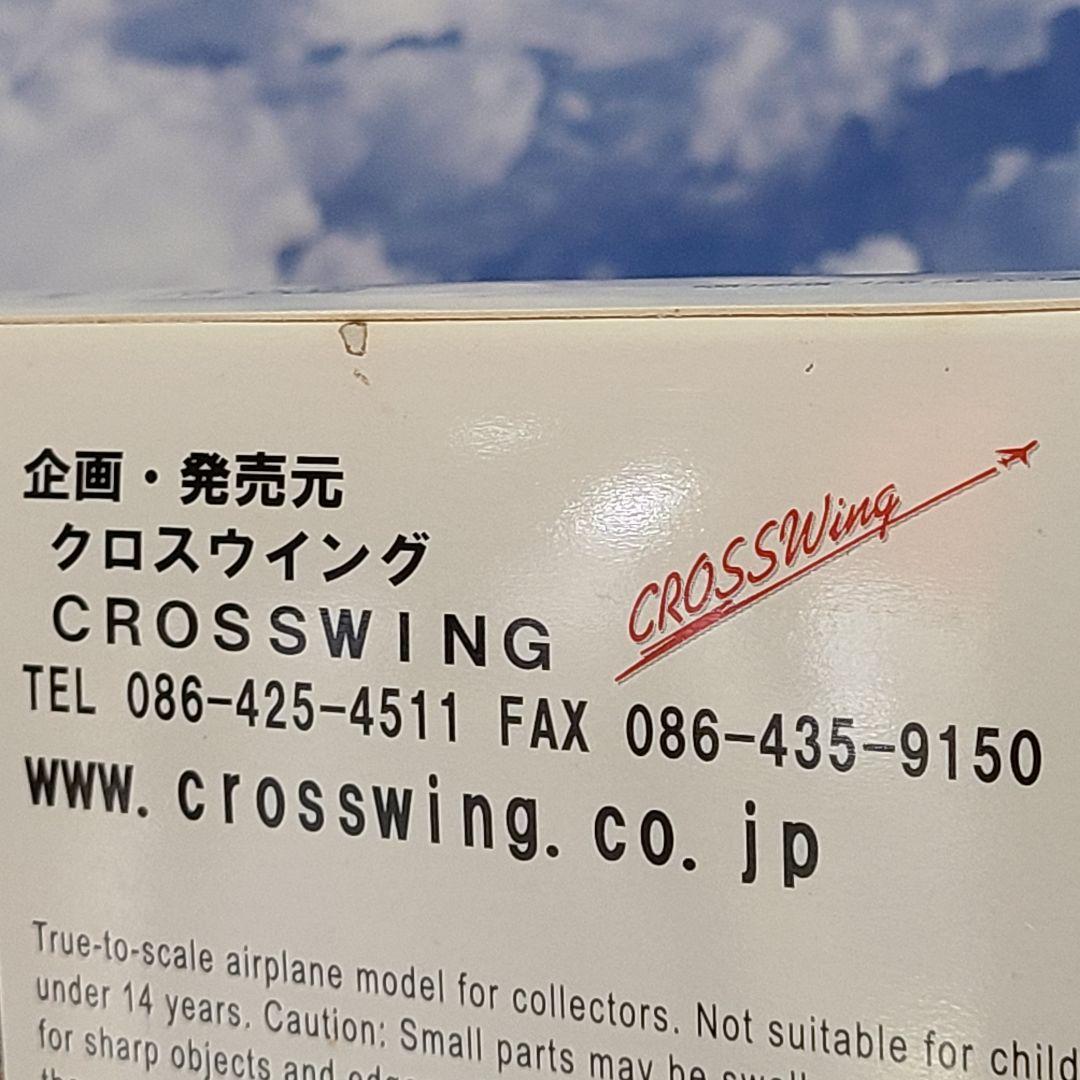 企画・発売元
クロスウイング
CROSSWING
CROSSWing
TEL 086-425-4511 FAX 086-435-9150
www.crosswing.co.jp
True-to-scale airplane model for collectors. Not suitable for child
under 14 years. Caution: Small parts may be
for sharp objects and